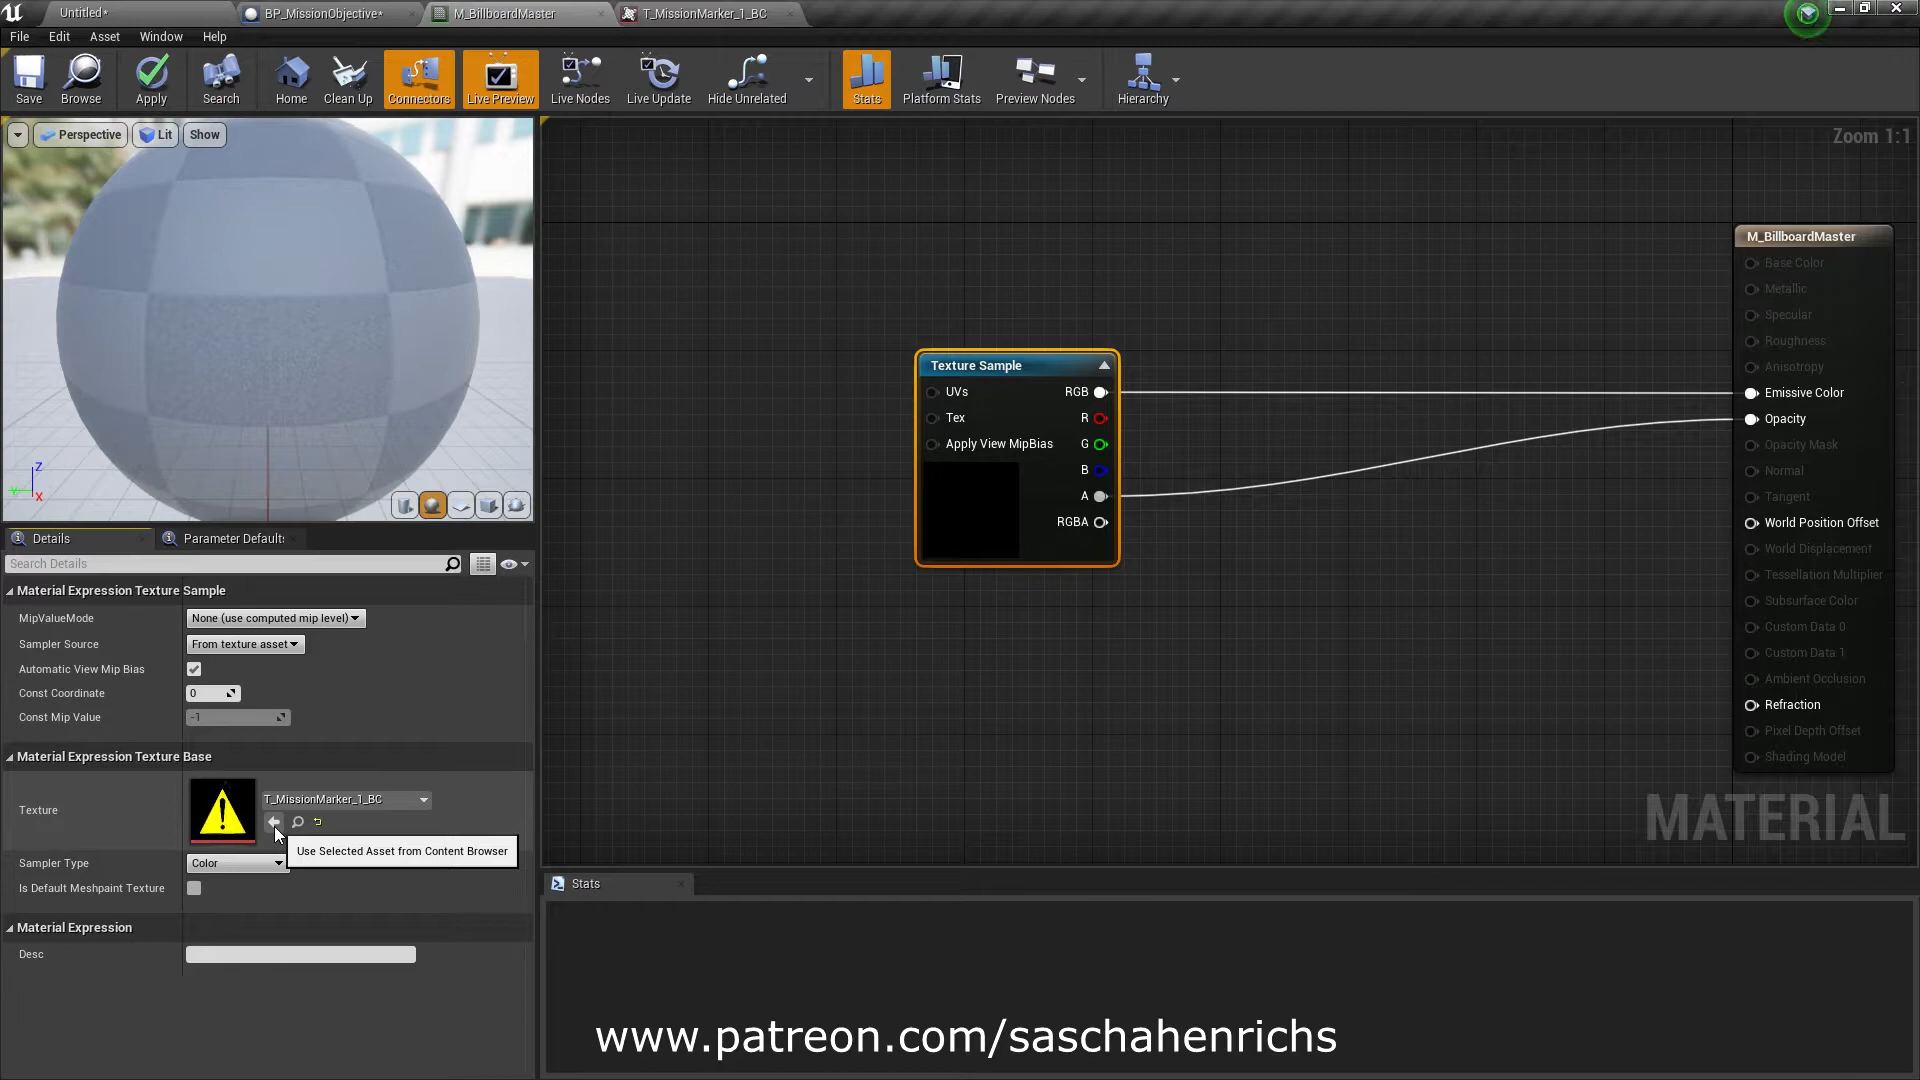 Untitled*
BP_MissionObjective*
M_BillboardMaster
T_MissionMarker_1_BC
File
Edit
Asset
Window
Help
Save
Browse
Apply
Search
Home
Clean Up
Connectors
Live Preview
Live Nodes
Live Update
Hide Unrelated
Stats
Platform Stats
Preview Nodes
Hierarchy
Perspective
Lit
Show
Zoom 1:1
Z
Y
X
Texture Sample
UVs
RGB
Tex
R
Apply View MipBias
G
B
A
RGBA
M_BillboardMaster
Base Color
Metallic
Specular
Roughness
Anisotropy
Emissive Color
Opacity
Opacity Mask
Normal
Tangent
World Position Offset
World Displacement
Tessellation Multiplier
Subsurface Color
Custom Data 0
Custom Data 1
Ambient Occlusion
Refraction
Pixel Depth Offset
Shading Model
MATERIAL
Details
Parameter Defaults
Search Details
Material Expression Texture Sample
MipValueMode
None (use computed mip level)
Sampler Source
From texture asset
Automatic View Mip Bias
Const Coordinate
0
Const Mip Value
-1
Material Expression Texture Base
Texture
T_MissionMarker_1_BC
Use Selected Asset from Content Browser
Sampler Type
Color
Is Default Meshpaint Texture
Material Expression
Desc
Stats
www.patreon.com/saschahenrichs